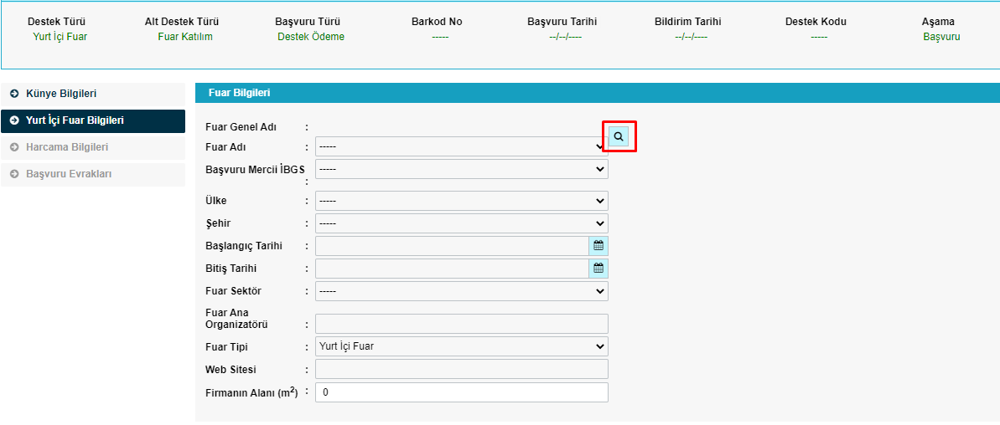 Destek Türü Alt Destek Türü Başvuru Türü Barkod No Başvuru Tarihi Bildirim Tarihi Destek Kodu Aşama
Yurt İçi Fuar Fuar Katılım Destek Ödeme ----- --/--/---- --/--/---- ----- Başvuru
Künye Bilgileri
Yurt İçi Fuar Bilgileri
Harcama Bilgileri
Başvuru Evrakları
Fuar Bilgileri
Fuar Genel Adı :
Fuar Adı : -----
Başvuru Mercii İBGS : -----
Ülke : -----
Şehir : -----
Başlangıç Tarihi :
Bitiş Tarihi :
Fuar Sektör : -----
Fuar Ana
Organizatörü :
Fuar Tipi : Yurt İçi Fuar
Web Sitesi :
Firmanın Alanı (m²) : 0